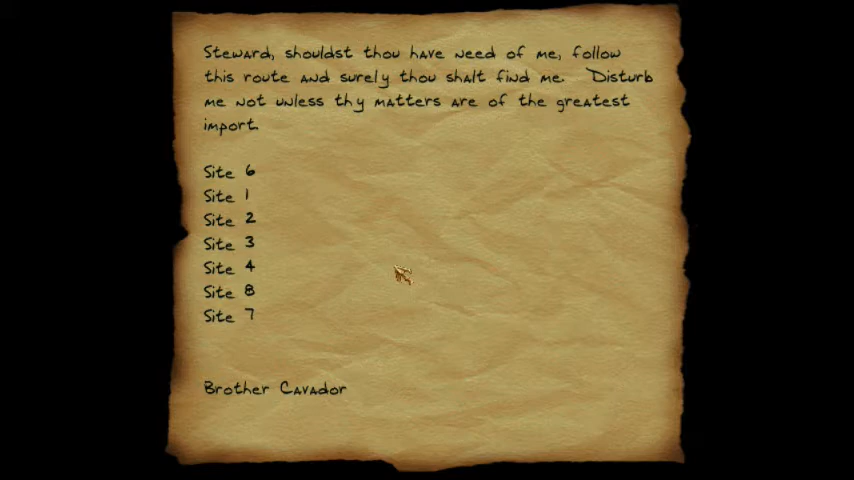 Steward, shouldst thou have need of me, follow
this route and surely thou shalt find me. Disturb
me not unless thy matters are of the greatest
import.
Site 6
Site 1
Site 2
Site 3
Site 4
Site 8
Site 7
Brother Cavador